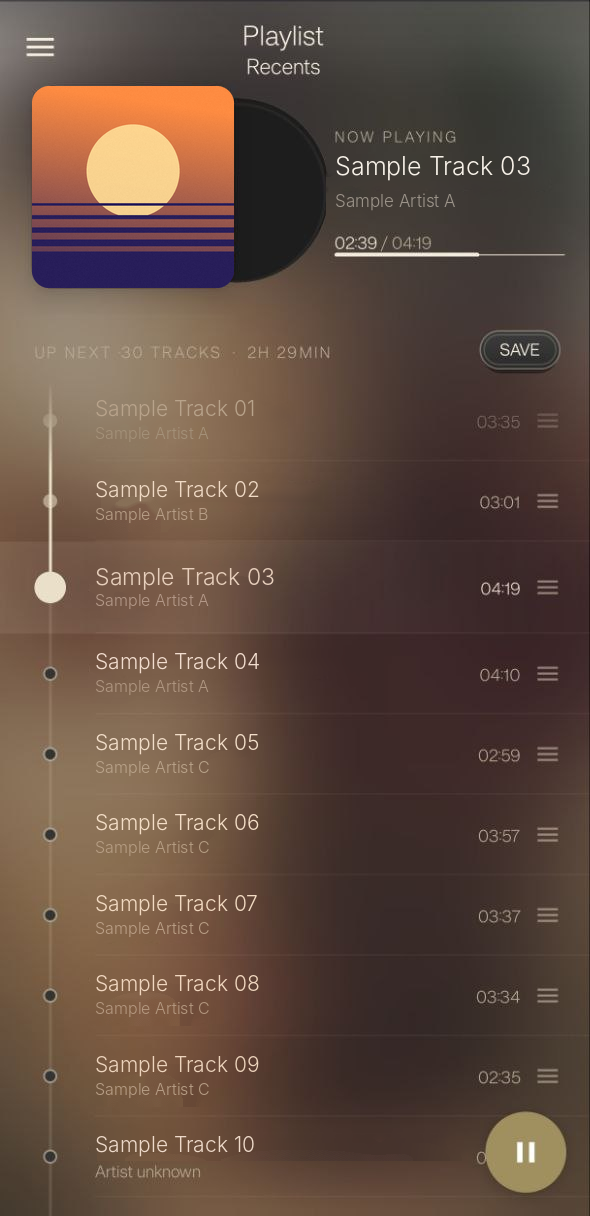 Playlist
Recents
NOW PLAYING
Sample Track 03
Sample Artist A
02:39 / 04:19
UP NEXT ·30 TRACKS · 2H 29MIN
SAVE
Sample Track 01
Sample Artist A
03:35
Sample Track 02
Sample Artist B
03:01
Sample Track 03
Sample Artist A
04:19
Sample Track 04
Sample Artist A
04:10
Sample Track 05
Sample Artist C
02:59
Sample Track 06
Sample Artist C
03:57
Sample Track 07
Sample Artist C
03:37
Sample Track 08
Sample Artist C
03:34
Sample Track 09
Sample Artist C
02:35
Sample Track 10
Artist unknown